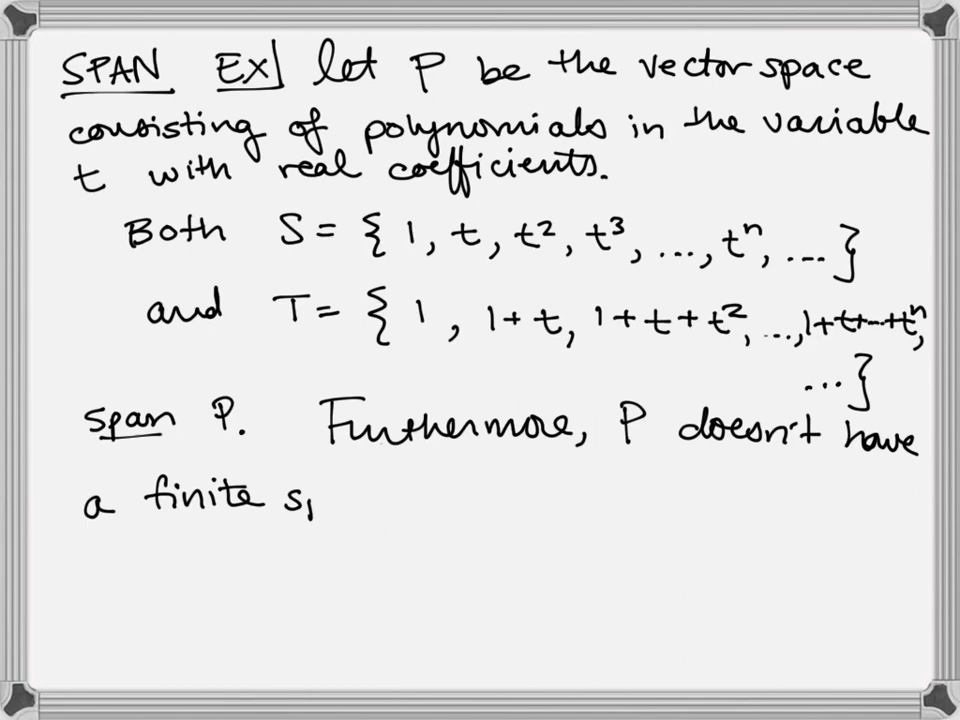 SPAN EX] let P be the vector space
consisting of polynomials in the variable
t with real coefficients.
Both S = { 1, t, t², t³, ..., tⁿ, ... }
and T = { 1, 1+t, 1+t+t², ..., 1+t+...+tⁿ,
... }
span P. Furthermore, P doesn't have
a finite